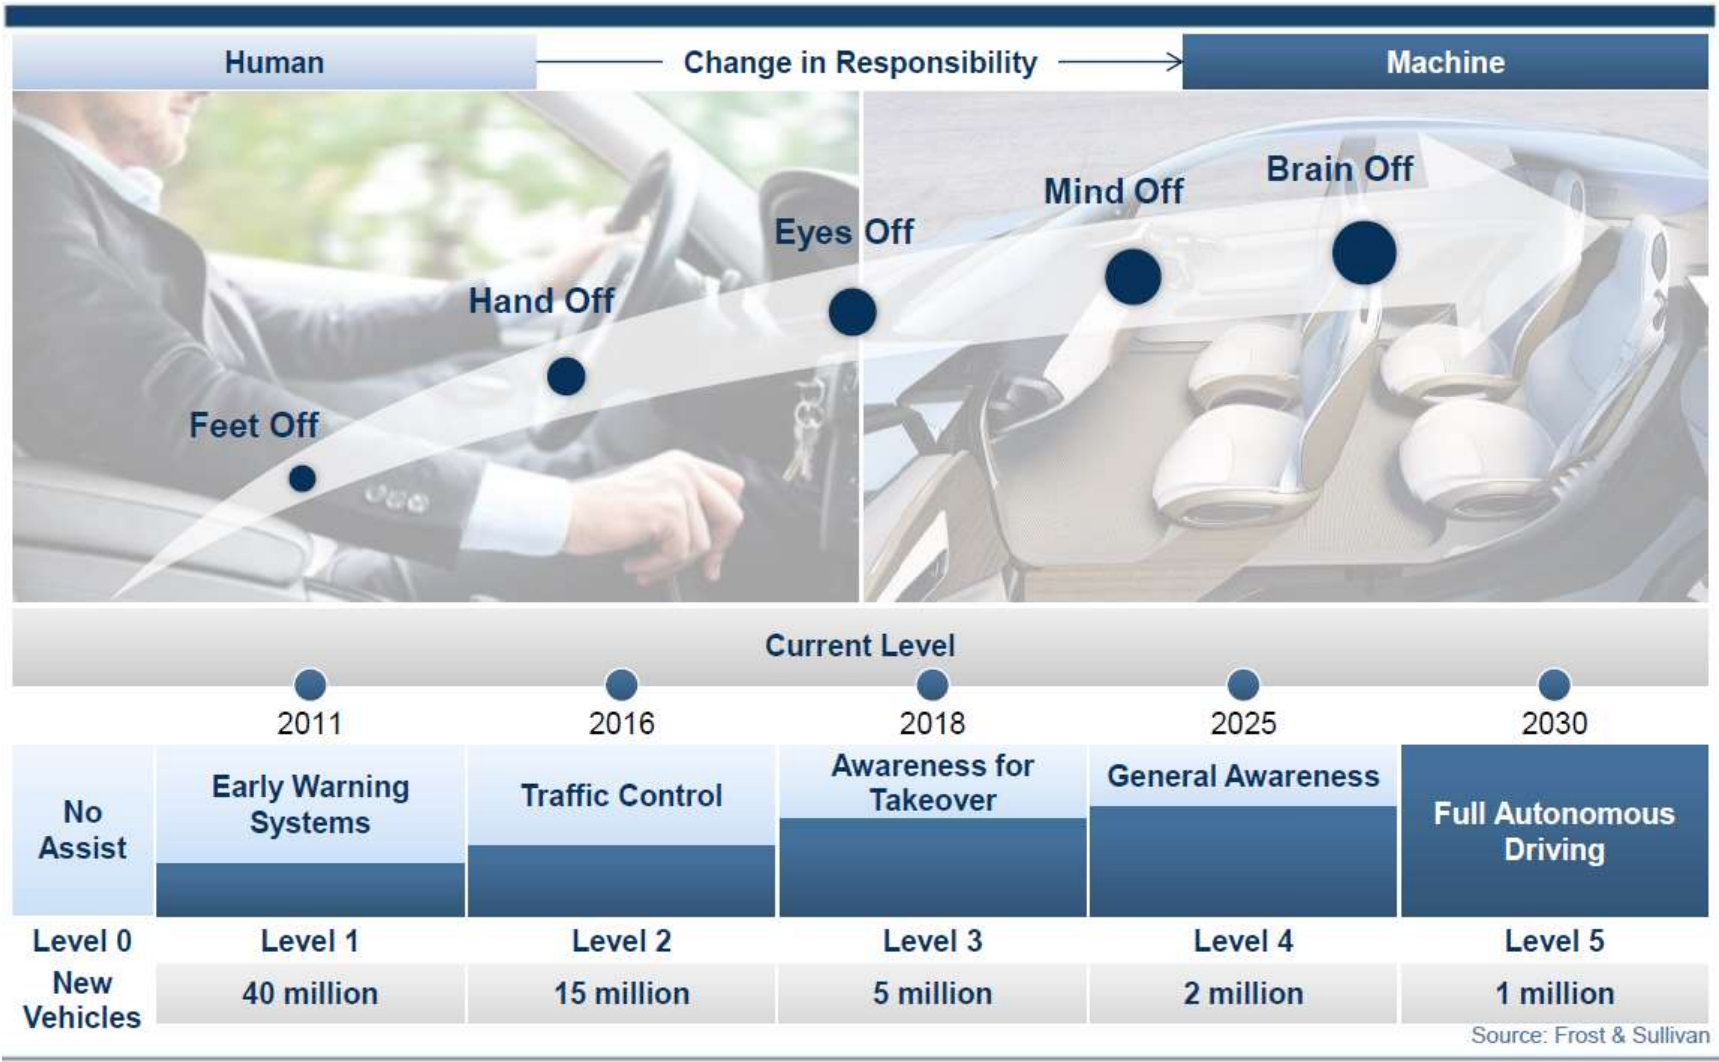 Human
Change in Responsibility
Machine
Brain Off
Mind Off
Eyes Off
Hand Off
Feet Off
Current Level
2011
2016
2018
2025
2030
No
Assist
Early Warning
Systems
Traffic Control
Awareness for
Takeover
General Awareness
Full Autonomous
Driving
Level 0
Level 1
Level 2
Level 3
Level 4
Level 5
New
Vehicles
40 million
15 million
5 million
2 million
1 million
Source: Frost & Sullivan